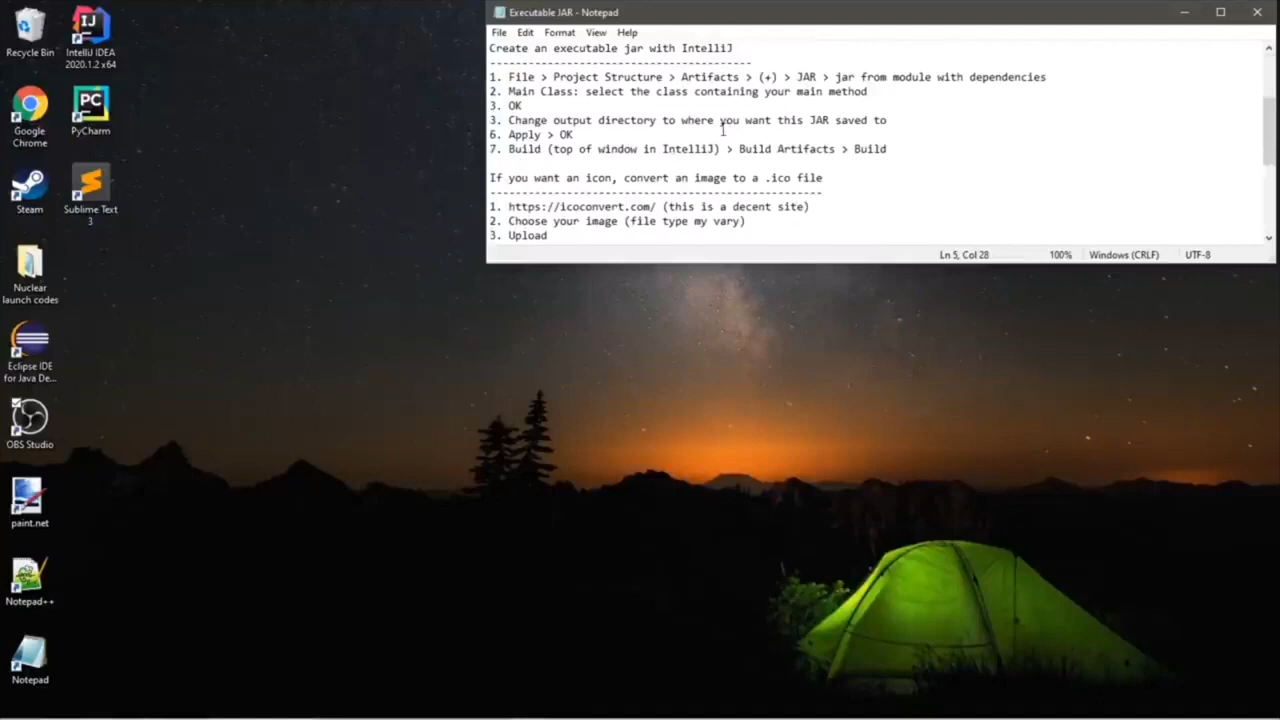 Recycle Bin
IntelliJ IDEA
2020.1.2 x64
Google
Chrome
PyCharm
Steam
Sublime Text
3
Nuclear
launch codes
Eclipse IDE
for Java De...
OBS Studio
paint.net
Notepad++
Notepad
Executable JAR - Notepad
File Edit Format View Help
Create an executable jar with IntelliJ
----------------------------------------
1. File > Project Structure > Artifacts > (+) > JAR > jar from module with dependencies
2. Main Class: select the class containing your main method
3. OK
3. Change output directory to where you want this JAR saved to
6. Apply > OK
7. Build (top of window in IntelliJ) > Build Artifacts > Build
If you want an icon, convert an image to a .ico file
----------------------------------------------------
1. https://icoconvert.com/ (this is a decent site)
2. Choose your image (file type my vary)
3. Upload
Ln 5, Col 28 100% Windows (CRLF) UTF-8